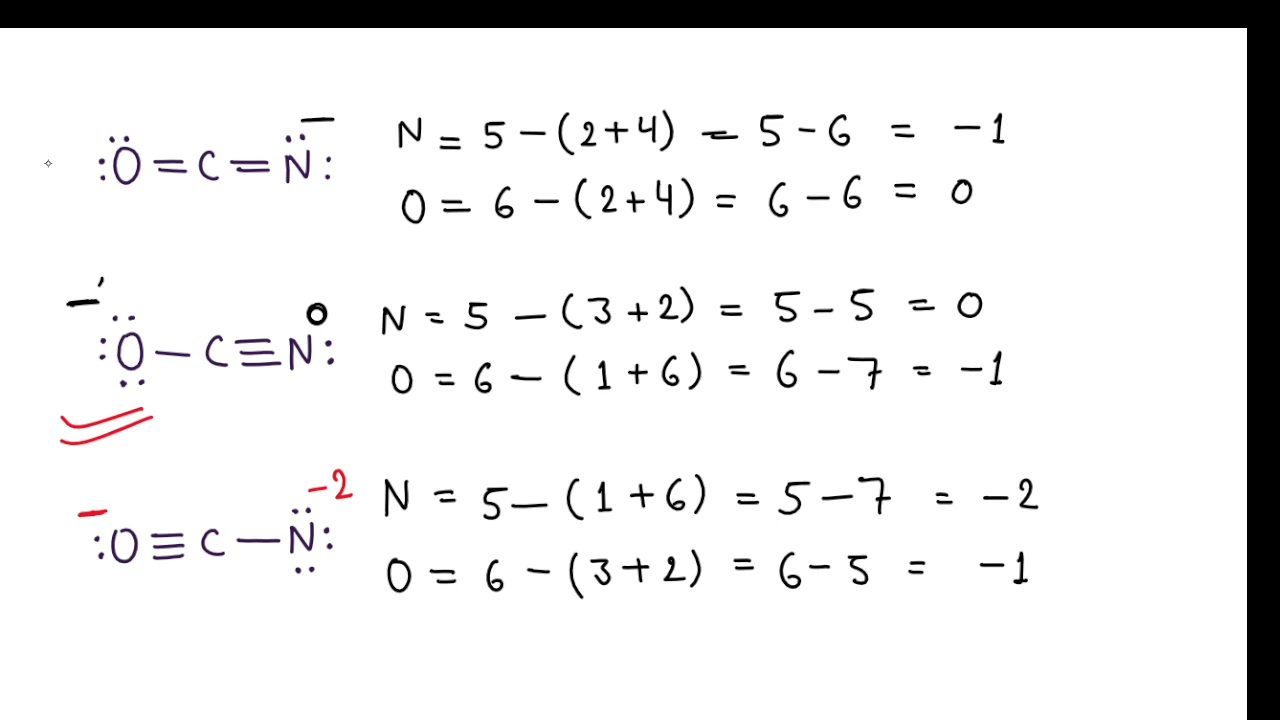 :Ö=C=N̈:⁻ N = 5-(2+4) = 5-6 = -1
O = 6-(2+4) = 6-6 = 0
⁻':Ö̤-C≡N:⁰ N = 5-(3+2) = 5-5 = 0
O = 6-(1+6) = 6-7 = -1
⁻:O≡C-N̤̈:⁻² N = 5-(1+6) = 5-7 = -2
O = 6-(3+2) = 6-5 = -1